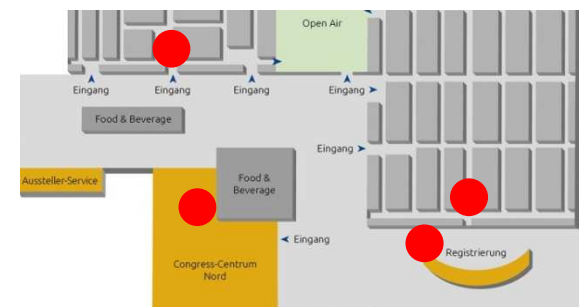 Open Air
Eingang Eingang Eingang Eingang
Food & Beverage
Eingang
Aussteller-Service
Food &
Beverage
Eingang
Registrierung
Congress-Centrum
Nord